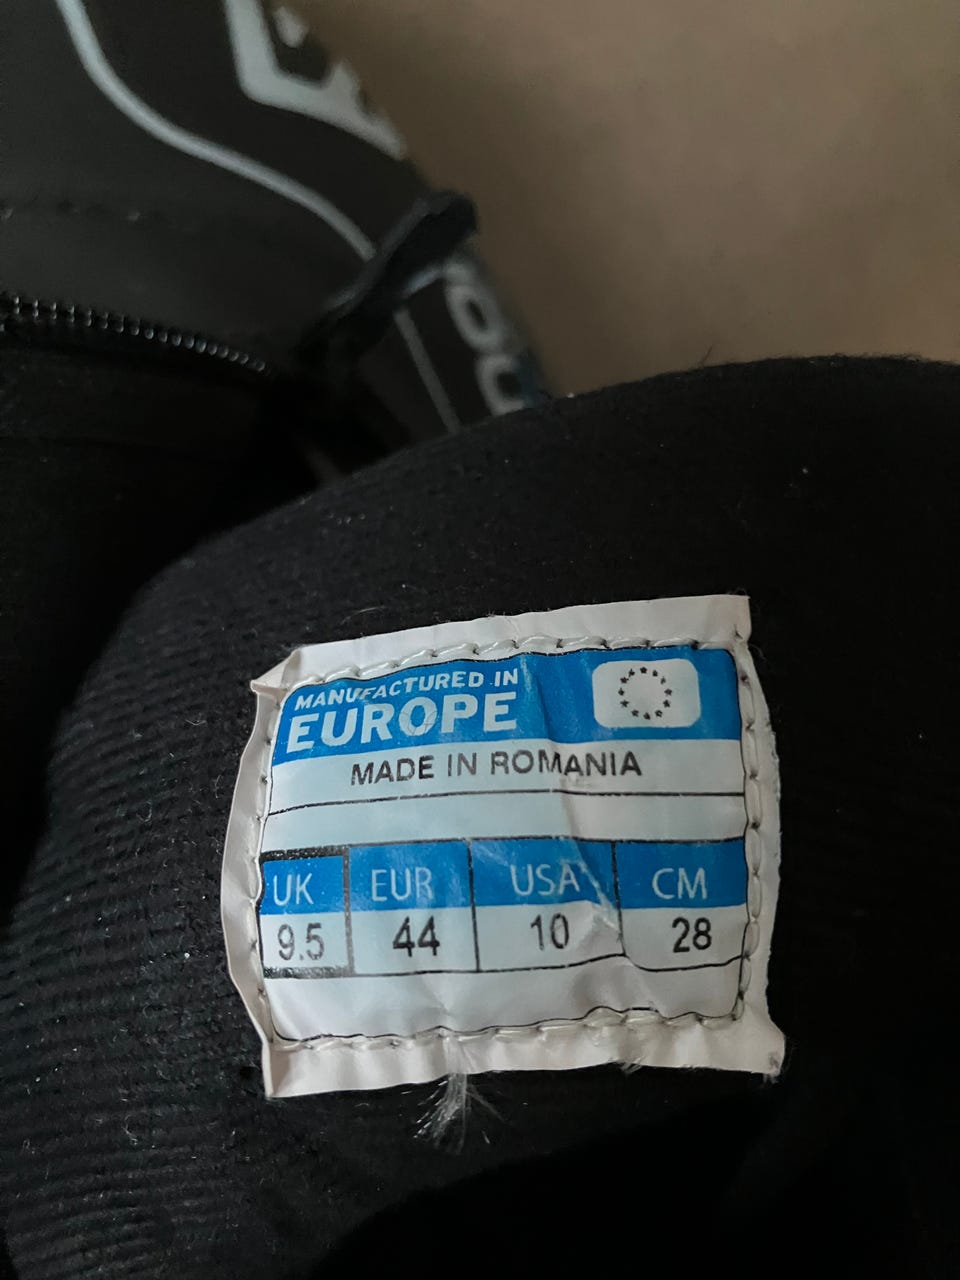 MANUFACTURED IN
EUROPE
MADE IN ROMANIA
UK EUR USA CM
9.5 44 10 28